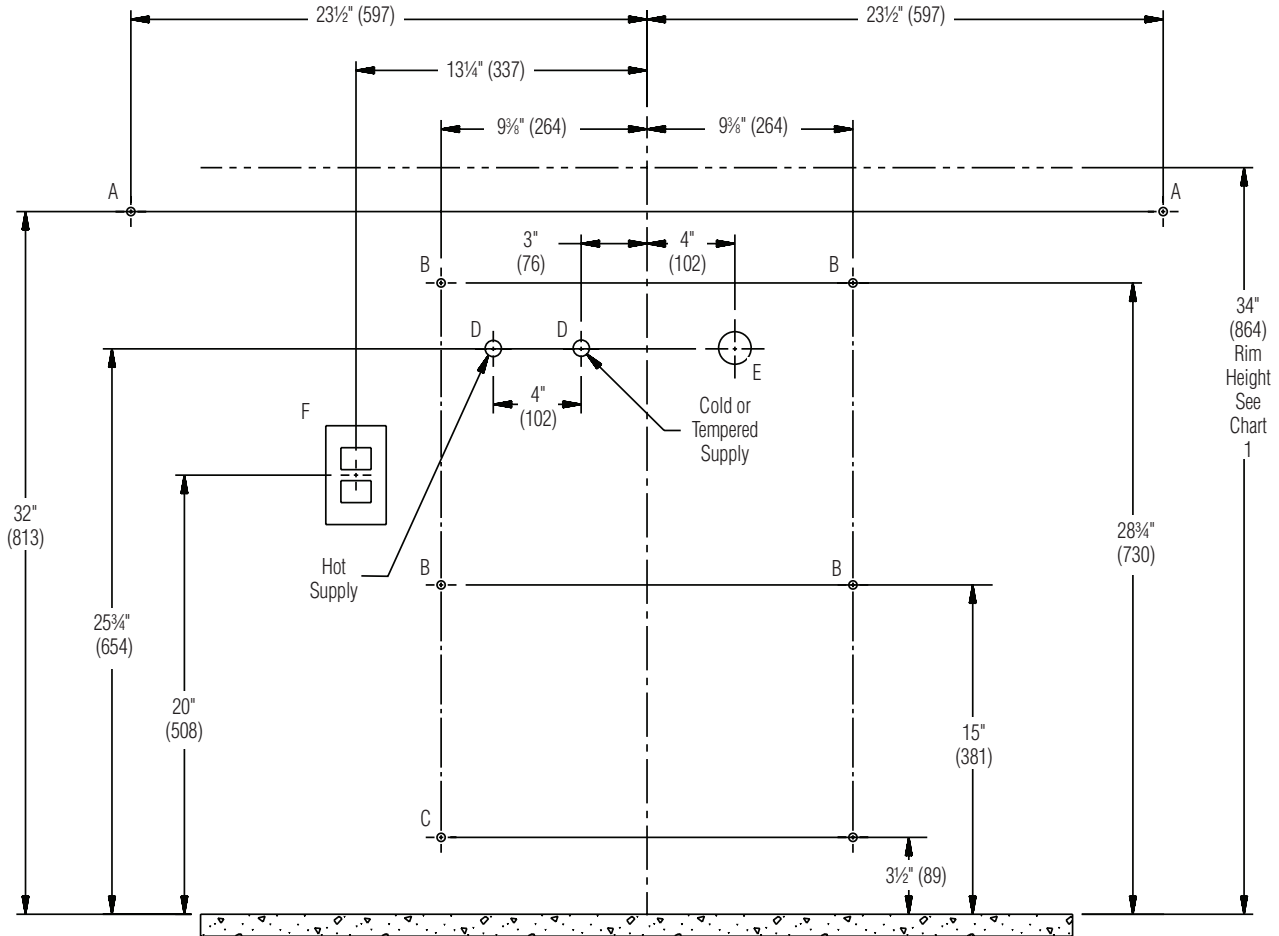 23½" (597)
23½" (597)
13¼" (337)
9⅜" (264)
9⅜" (264)
A
A
3"
(76)
4"
(102)
B
B
D
D
E
4"
(102)
Cold or
Tempered
Supply
34"
(864)
Rim
Height
See
Chart
1
F
32"
(813)
28¾"
(730)
Hot
Supply
B
B
25¾"
(654)
20"
(508)
15"
(381)
C
3½" (89)